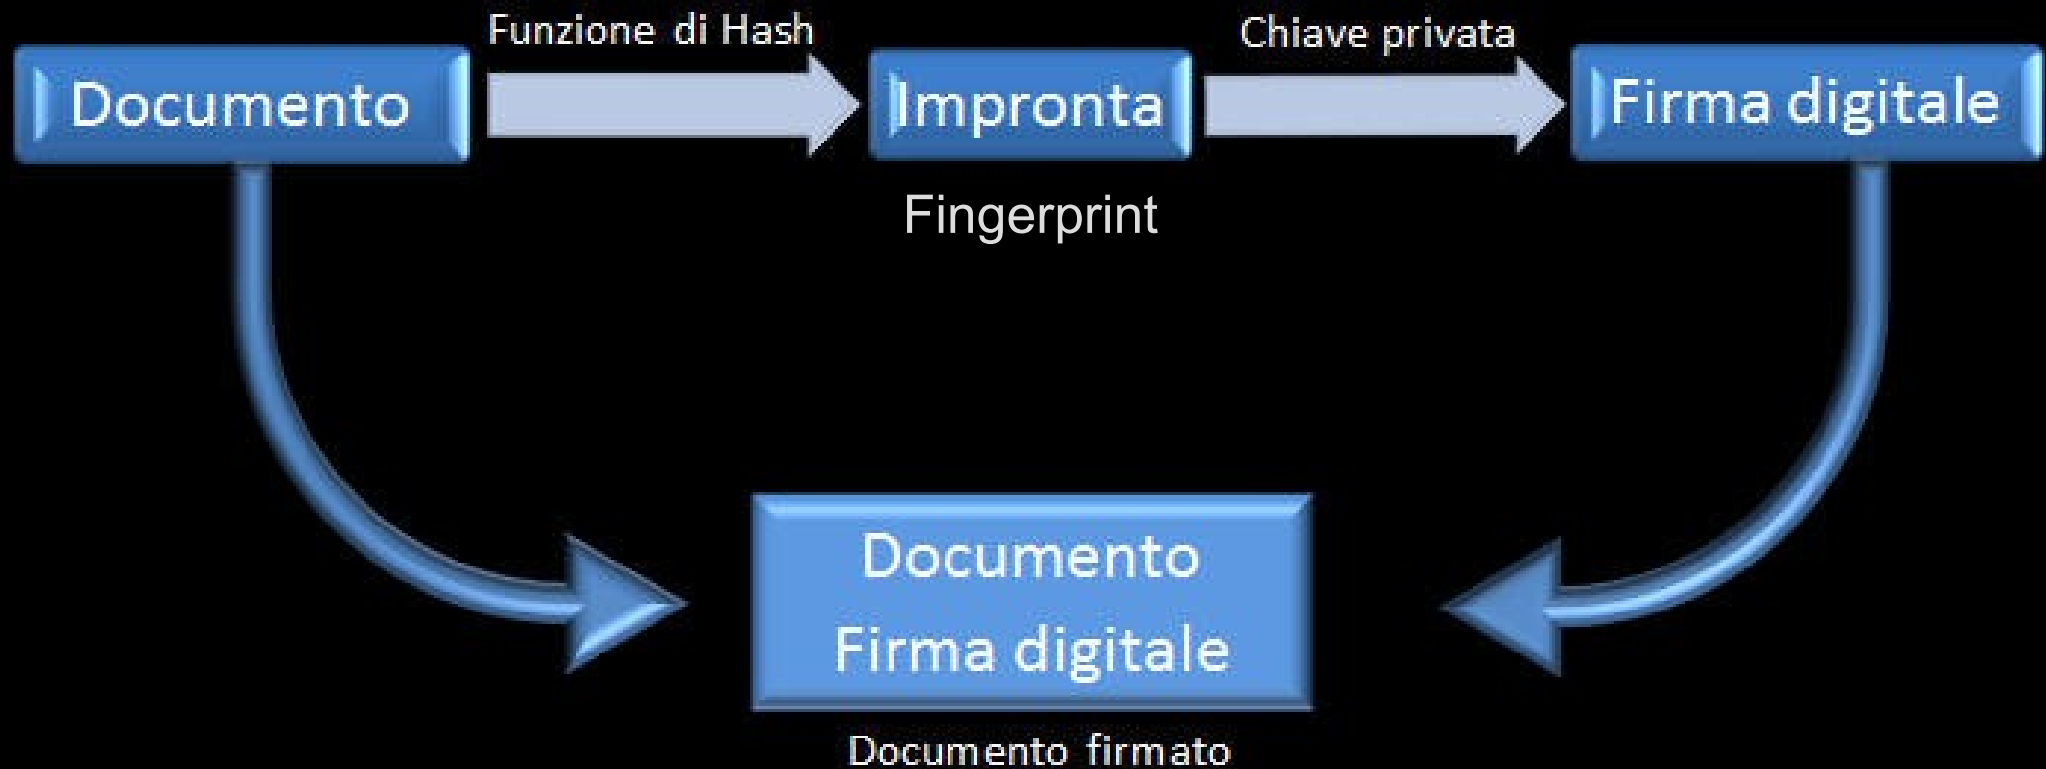 Funzione di Hash
Chiave privata
Documento
Impronta
Firma digitale
Fingerprint
Documento
Firma digitale
Documento firmato